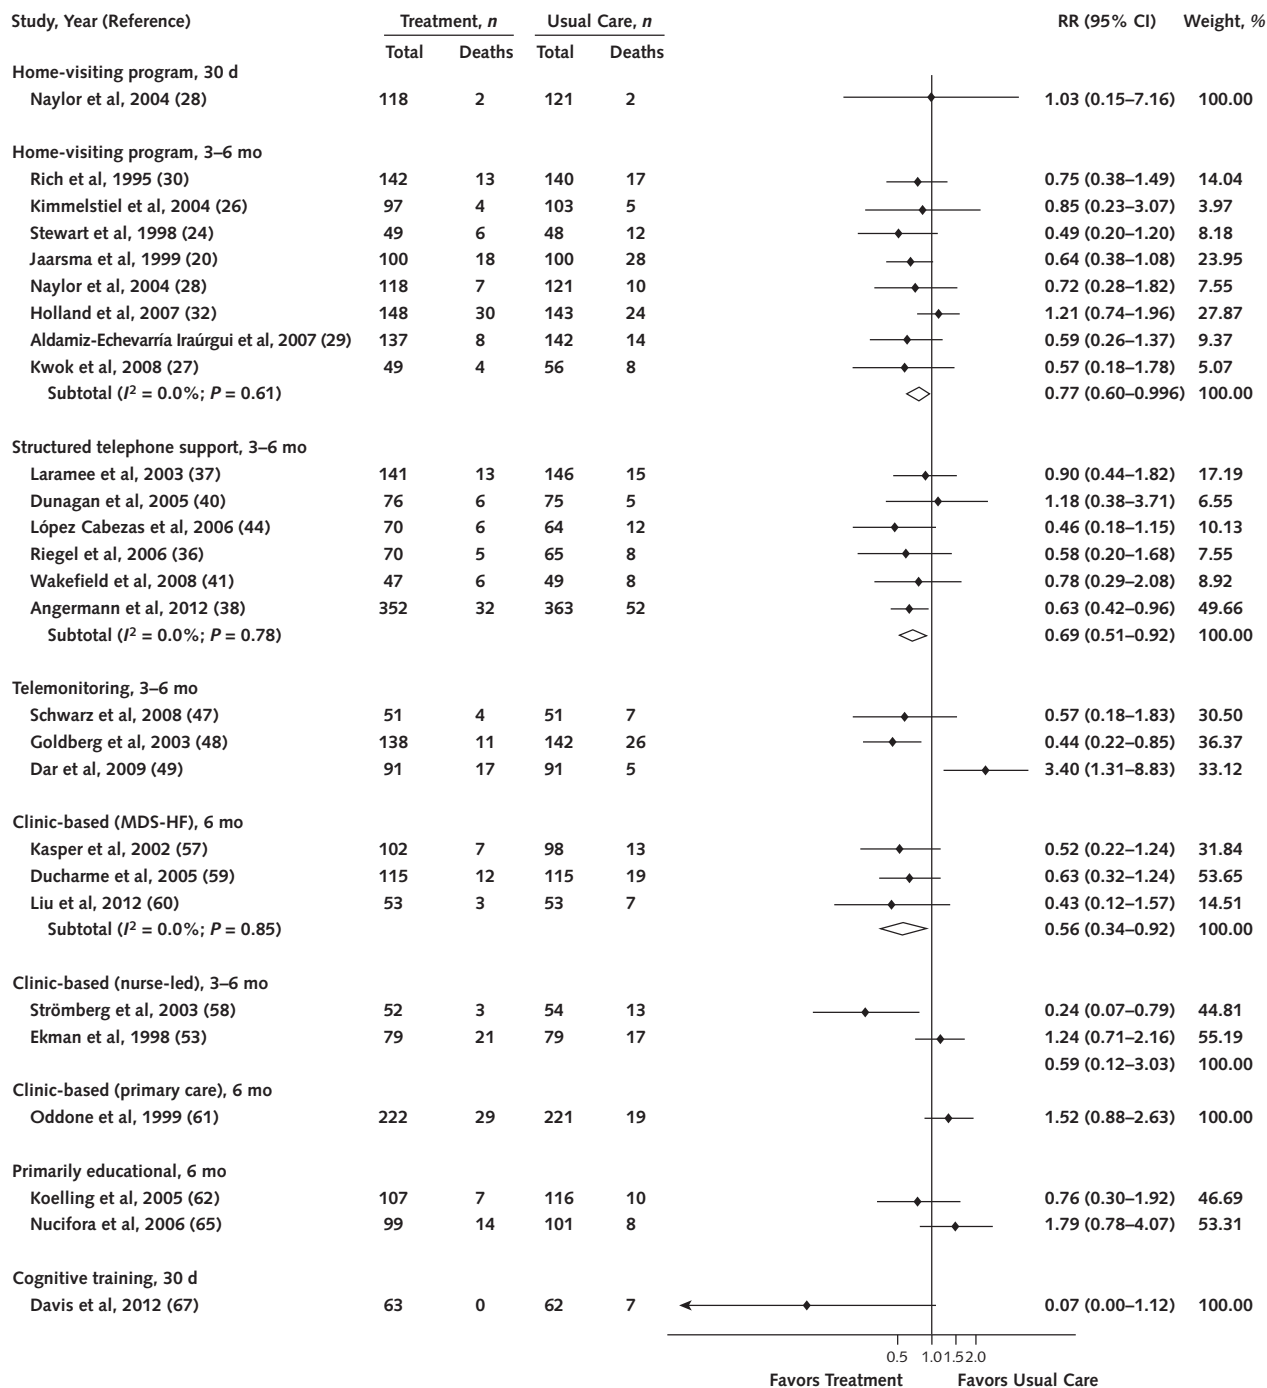 Study, Year (Reference) Treatment, n Usual Care, n RR (95% CI) Weight, %
Total Deaths Total Deaths
Home-visiting program, 30 d
Naylor et al, 2004 (28) 118 2 121 2 1.03 (0.15–7.16) 100.00
Home-visiting program, 3–6 mo
Rich et al, 1995 (30) 142 13 140 17 0.75 (0.38–1.49) 14.04
Kimmelstiel et al, 2004 (26) 97 4 103 5 0.85 (0.23–3.07) 3.97
Stewart et al, 1998 (24) 49 6 48 12 0.49 (0.20–1.20) 8.18
Jaarsma et al, 1999 (20) 100 18 100 28 0.64 (0.38–1.08) 23.95
Naylor et al, 2004 (28) 118 7 121 10 0.72 (0.28–1.82) 7.55
Holland et al, 2007 (32) 148 30 143 24 1.21 (0.74–1.96) 27.87
Aldamiz-Echevarría Iraúrgui et al, 2007 (29) 137 8 142 14 0.59 (0.26–1.37) 9.37
Kwok et al, 2008 (27) 49 4 56 8 0.57 (0.18–1.78) 5.07
Subtotal (I² = 0.0%; P = 0.61) 0.77 (0.60–0.996) 100.00
Structured telephone support, 3–6 mo
Laramee et al, 2003 (37) 141 13 146 15 0.90 (0.44–1.82) 17.19
Dunagan et al, 2005 (40) 76 6 75 5 1.18 (0.38–3.71) 6.55
López Cabezas et al, 2006 (44) 70 6 64 12 0.46 (0.18–1.15) 10.13
Riegel et al, 2006 (36) 70 5 65 8 0.58 (0.20–1.68) 7.55
Wakefield et al, 2008 (41) 47 6 49 8 0.78 (0.29–2.08) 8.92
Angermann et al, 2012 (38) 352 32 363 52 0.63 (0.42–0.96) 49.66
Subtotal (I² = 0.0%; P = 0.78) 0.69 (0.51–0.92) 100.00
Telemonitoring, 3–6 mo
Schwarz et al, 2008 (47) 51 4 51 7 0.57 (0.18–1.83) 30.50
Goldberg et al, 2003 (48) 138 11 142 26 0.44 (0.22–0.85) 36.37
Dar et al, 2009 (49) 91 17 91 5 3.40 (1.31–8.83) 33.12
Clinic-based (MDS-HF), 6 mo
Kasper et al, 2002 (57) 102 7 98 13 0.52 (0.22–1.24) 31.84
Ducharme et al, 2005 (59) 115 12 115 19 0.63 (0.32–1.24) 53.65
Liu et al, 2012 (60) 53 3 53 7 0.43 (0.12–1.57) 14.51
Subtotal (I² = 0.0%; P = 0.85) 0.56 (0.34–0.92) 100.00
Clinic-based (nurse-led), 3–6 mo
Strömberg et al, 2003 (58) 52 3 54 13 0.24 (0.07–0.79) 44.81
Ekman et al, 1998 (53) 79 21 79 17 1.24 (0.71–2.16) 55.19
0.59 (0.12–3.03) 100.00
Clinic-based (primary care), 6 mo
Oddone et al, 1999 (61) 222 29 221 19 1.52 (0.88–2.63) 100.00
Primarily educational, 6 mo
Koelling et al, 2005 (62) 107 7 116 10 0.76 (0.30–1.92) 46.69
Nucifora et al, 2006 (65) 99 14 101 8 1.79 (0.78–4.07) 53.31
Cognitive training, 30 d
Davis et al, 2012 (67) 63 0 62 7 0.07 (0.00–1.12) 100.00
0.5 1.0 1.5 2.0
Favors Treatment Favors Usual Care